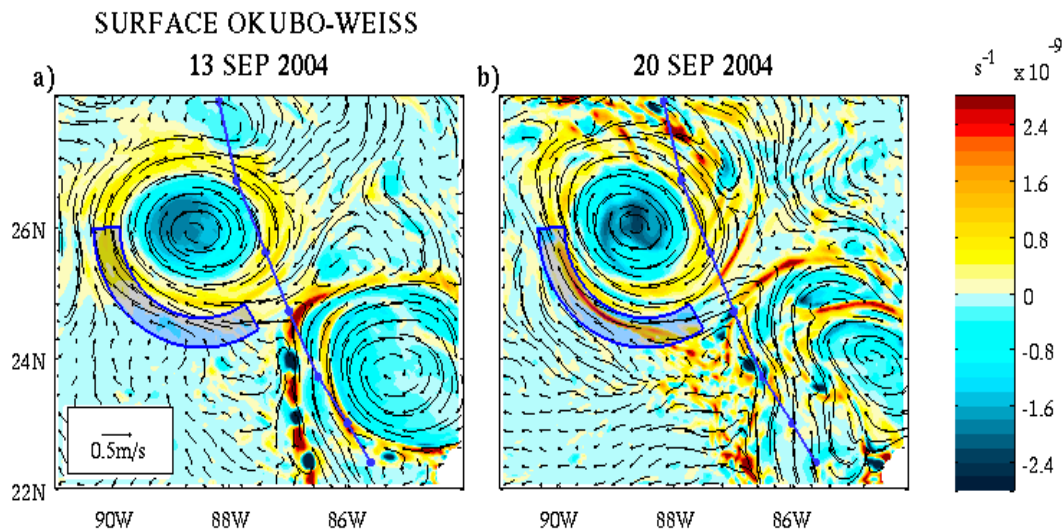 SURFACE OKUBO-WEISS
a) 13 SEP 2004
b) 20 SEP 2004
s⁻¹ x 10⁻⁹
26N
24N
22N
0.5m/s
90W 88W 86W
90W 88W 86W
2.4
1.6
0.8
0
-0.8
-1.6
-2.4